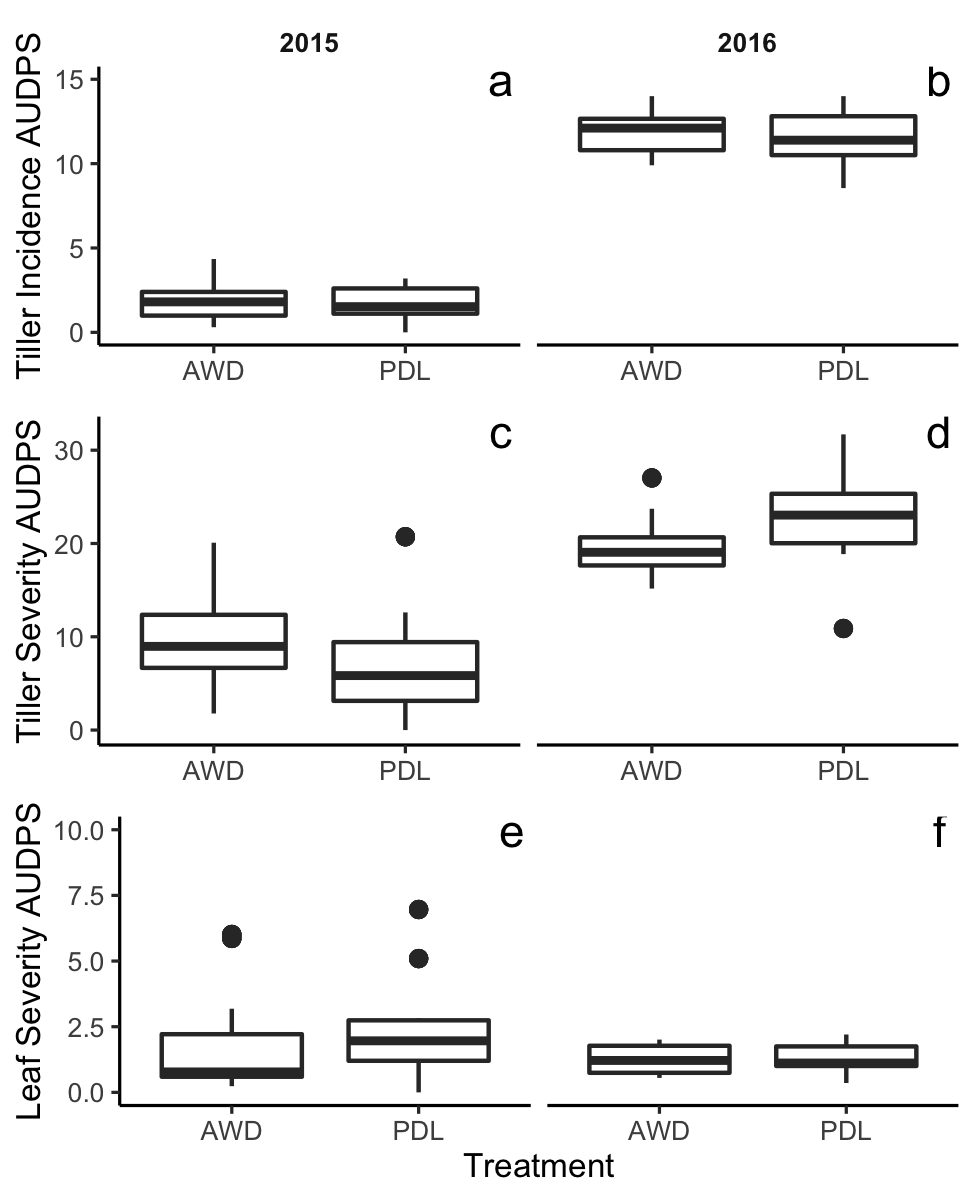 2015 2016
Tiller Incidence AUDPS
15
10
5
0
a
b
AWD PDL AWD PDL
Tiller Severity AUDPS
30
20
10
0
c
d
AWD PDL AWD PDL
Leaf Severity AUDPS
10.0
7.5
5.0
2.5
0.0
e
f
AWD PDL AWD PDL
Treatment